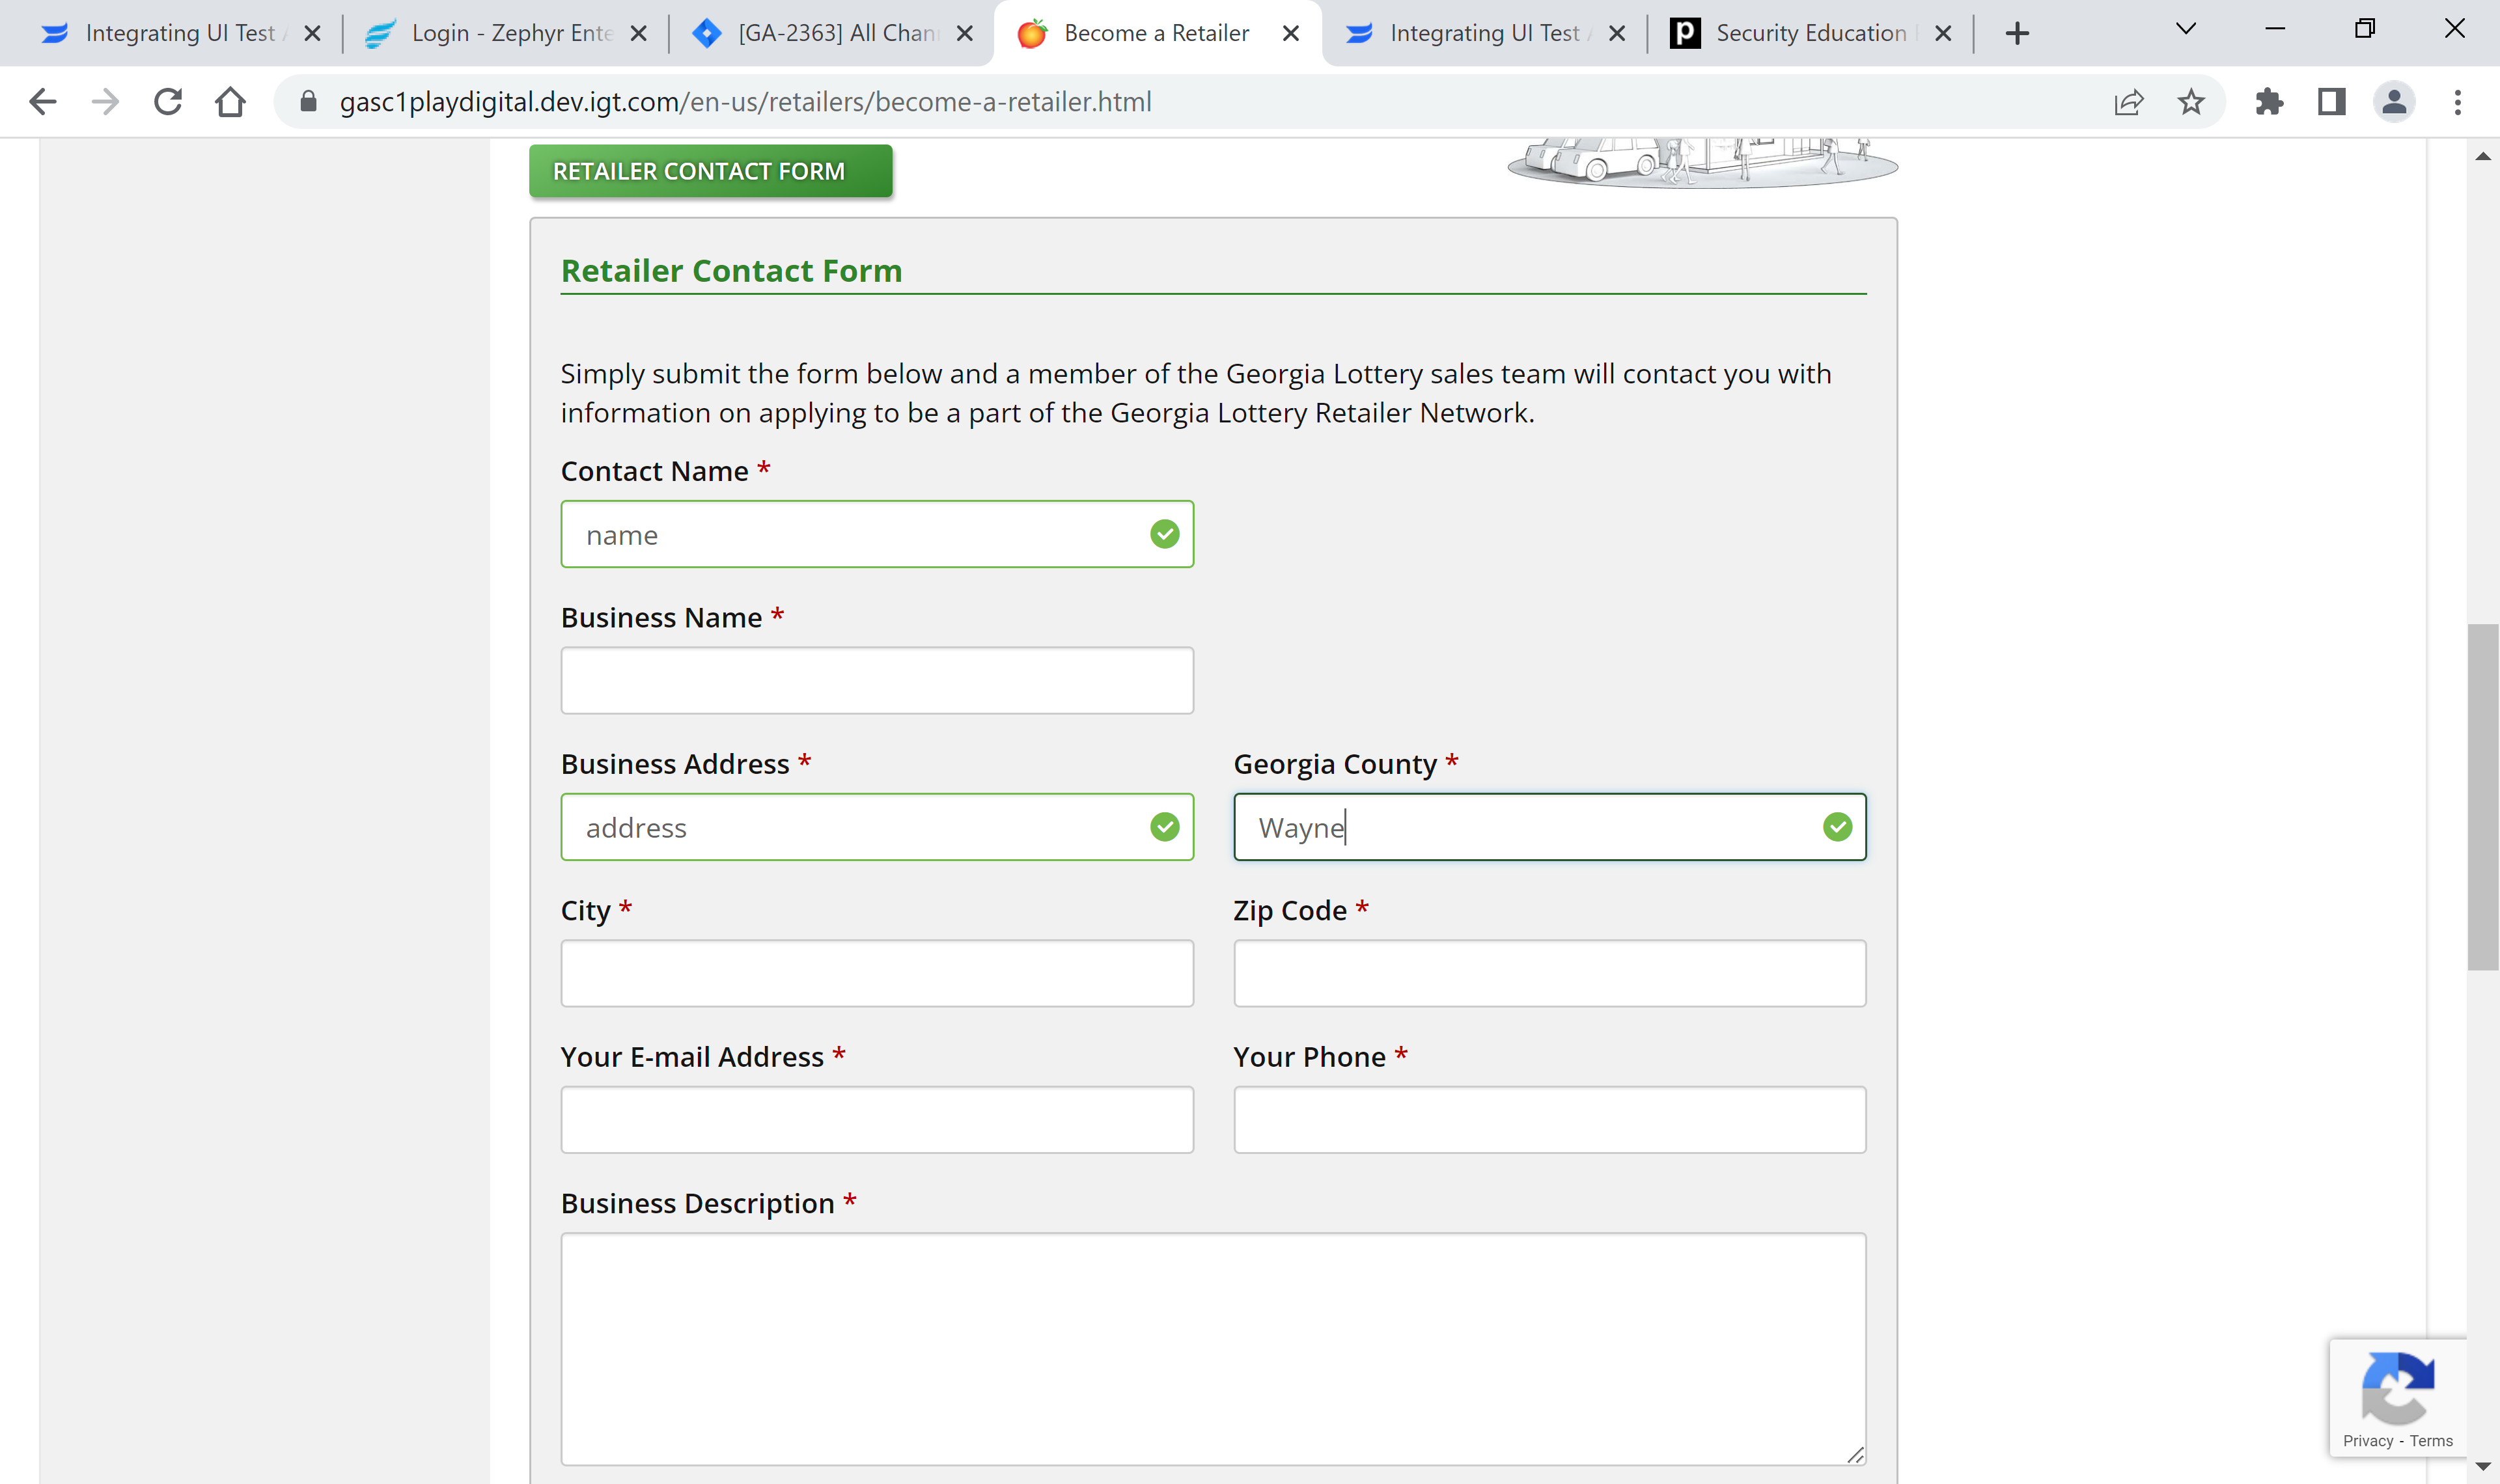 Integrating UI Test
Login - Zephyr Ente
[GA-2363] All Chan
Become a Retailer
Integrating UI Test
Security Education
gasc1playdigital.dev.igt.com/en-us/retailers/become-a-retailer.html
RETAILER CONTACT FORM
Retailer Contact Form
Simply submit the form below and a member of the Georgia Lottery sales team will contact you with
information on applying to be a part of the Georgia Lottery Retailer Network.
Contact Name *
name
Business Name *
Business Address *
Georgia County *
address
Wayne
City *
Zip Code *
Your E-mail Address *
Your Phone *
Business Description *
Privacy - Terms